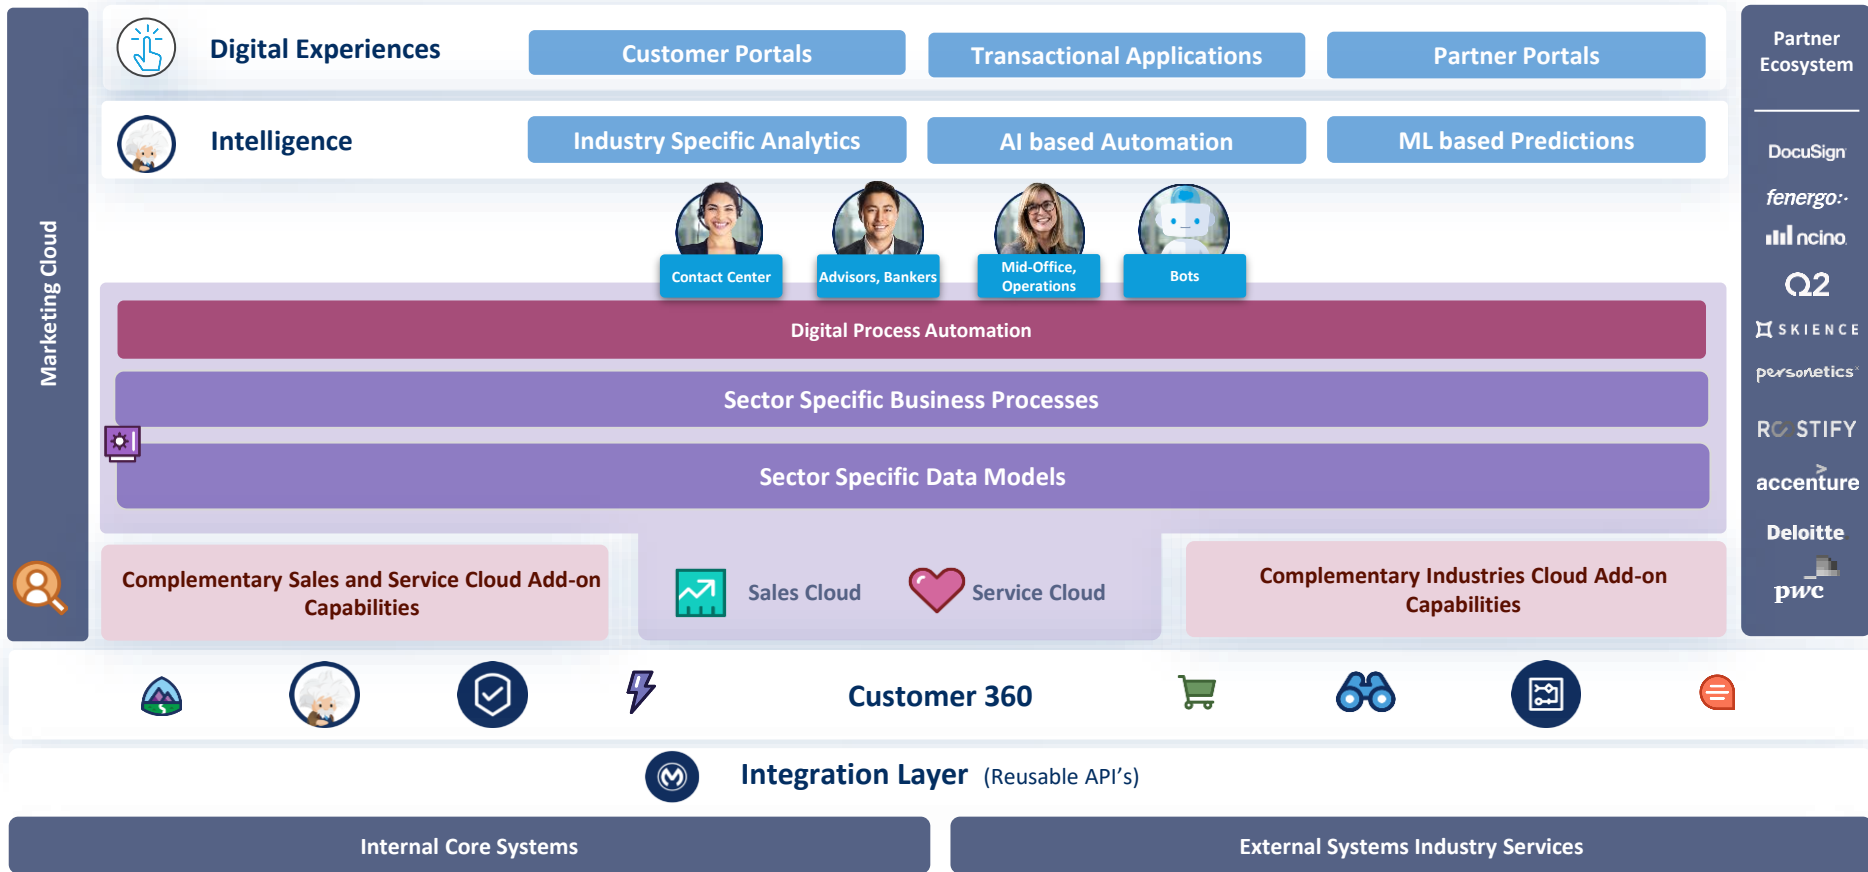 Digital Experiences
Customer Portals
Transactional Applications
Partner Portals
Intelligence
Industry Specific Analytics
AI based Automation
ML based Predictions
Marketing Cloud
Contact Center
Advisors, Bankers
Mid-Office,
Operations
Bots
Digital Process Automation
Sector Specific Business Processes
Sector Specific Data Models
Complementary Sales and Service Cloud Add-on
Capabilities
Sales Cloud
Service Cloud
Complementary Industries Cloud Add-on
Capabilities
Partner
Ecosystem
DocuSign
fenergo
ncino
Q2
SKIENCE
personetics
ROSTIFY
accenture
Deloitte
pwc
Customer 360
Integration Layer (Reusable API's)
Internal Core Systems
External Systems Industry Services